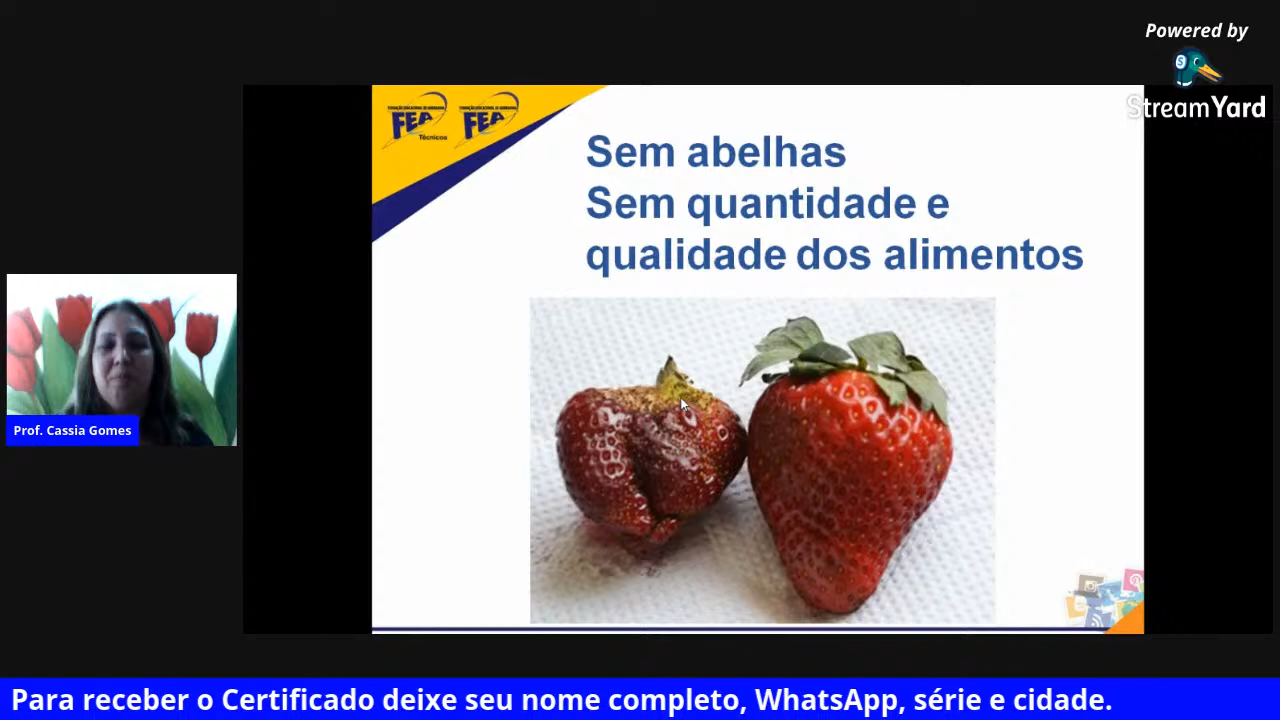 Powered by
StreamYard
FEA
Técnicos
FEA
Sem abelhas
Sem quantidade e
qualidade dos alimentos
Prof. Cassia Gomes
Para receber o Certificado deixe seu nome completo, WhatsApp, série e cidade.